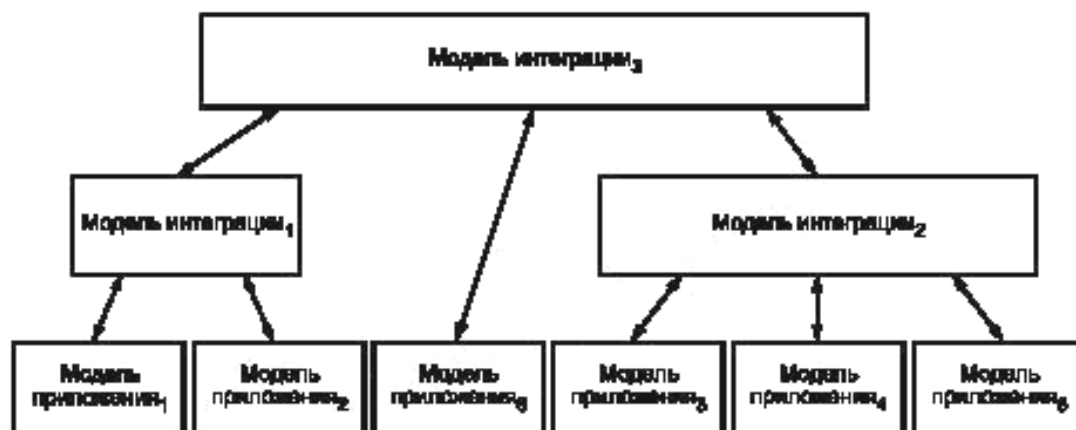 Модель интеграции₃
Модель интеграции₁
Модель интеграции₂
Модель
приложения₁
Модель
приложения₂
Модель
приложения₆
Модель
приложения₃
Модель
приложения₄
Модель
приложения₅